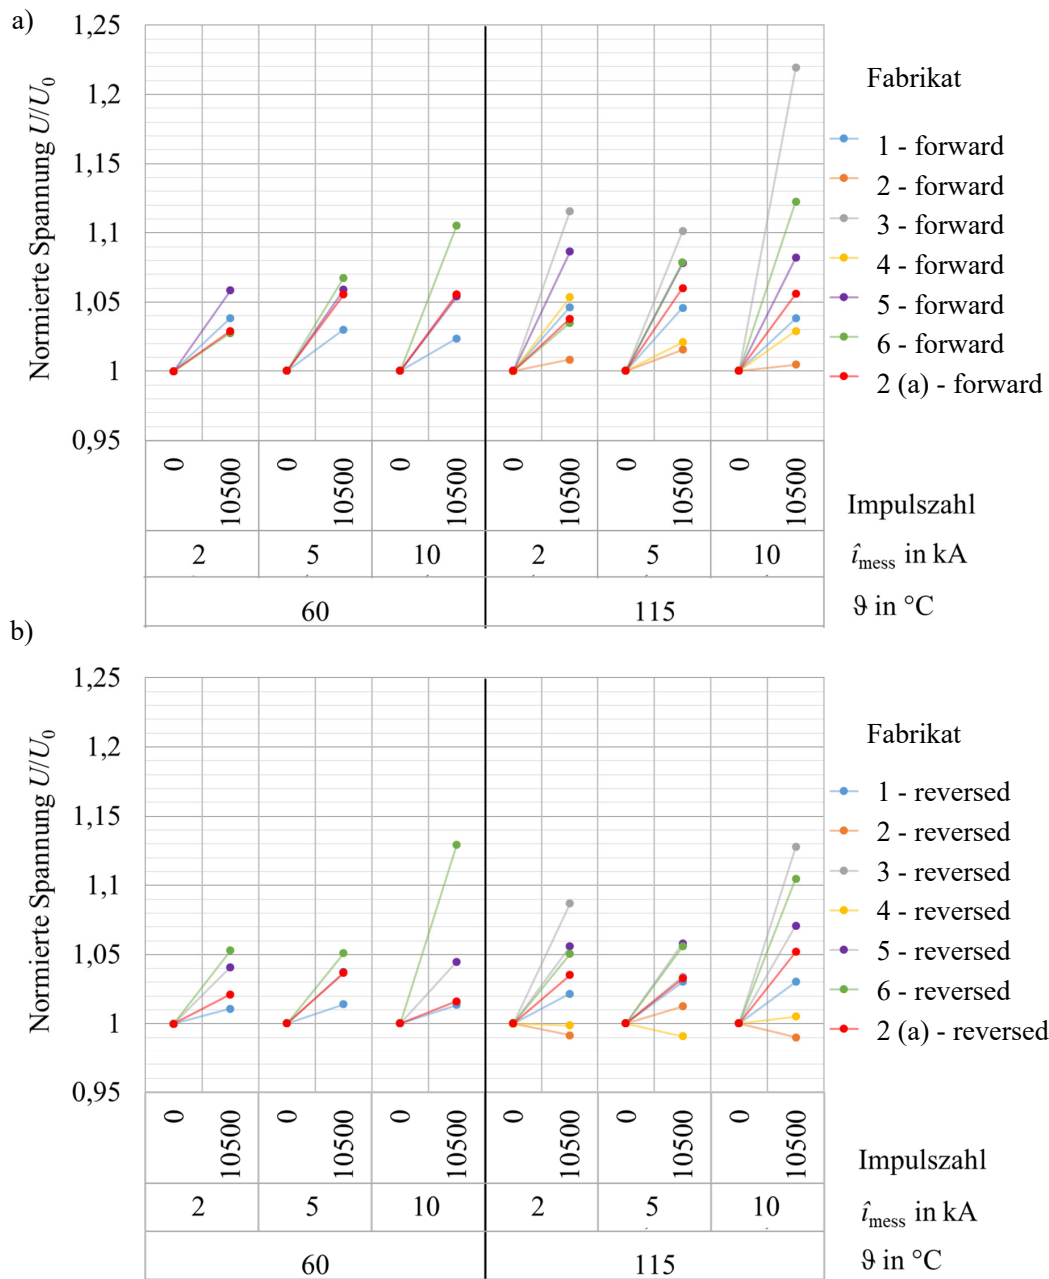 a)
Normierte Spannung U/U₀
1,25
1,2
1,15
1,1
1,05
1
0,95
Fabrikat
1 - forward
2 - forward
3 - forward
4 - forward
5 - forward
6 - forward
2 (a) - forward
0 10500 0 10500 0 10500 0 10500 0 10500 0 10500 Impulszahl
2 5 10 2 5 10 î_mess in kA
60 115 ϑ in °C
b)
Normierte Spannung U/U₀
1,25
1,2
1,15
1,1
1,05
1
0,95
Fabrikat
1 - reversed
2 - reversed
3 - reversed
4 - reversed
5 - reversed
6 - reversed
2 (a) - reversed
0 10500 0 10500 0 10500 0 10500 0 10500 0 10500 Impulszahl
2 5 10 2 5 10 î_mess in kA
60 115 ϑ in °C